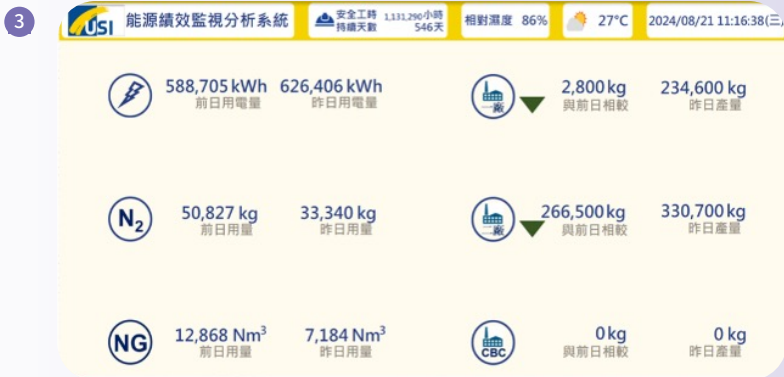 3
USI 能源績效監視分析系統
安全工時 1,131,290小時
持續天數 546天
相對濕度 86%
27°C
2024/08/21 11:16:38(三)
588,705 kWh 626,406 kWh
前日用電量 昨日用電量
一廠
2,800 kg 234,600 kg
與前日相較 昨日產量
N₂
50,827 kg 33,340 kg
前日用量 昨日用量
二廠
266,500 kg 330,700 kg
與前日相較 昨日產量
NG
12,868 Nm³ 7,184 Nm³
前日用量 昨日用量
CBC
0 kg 0 kg
與前日相較 昨日產量